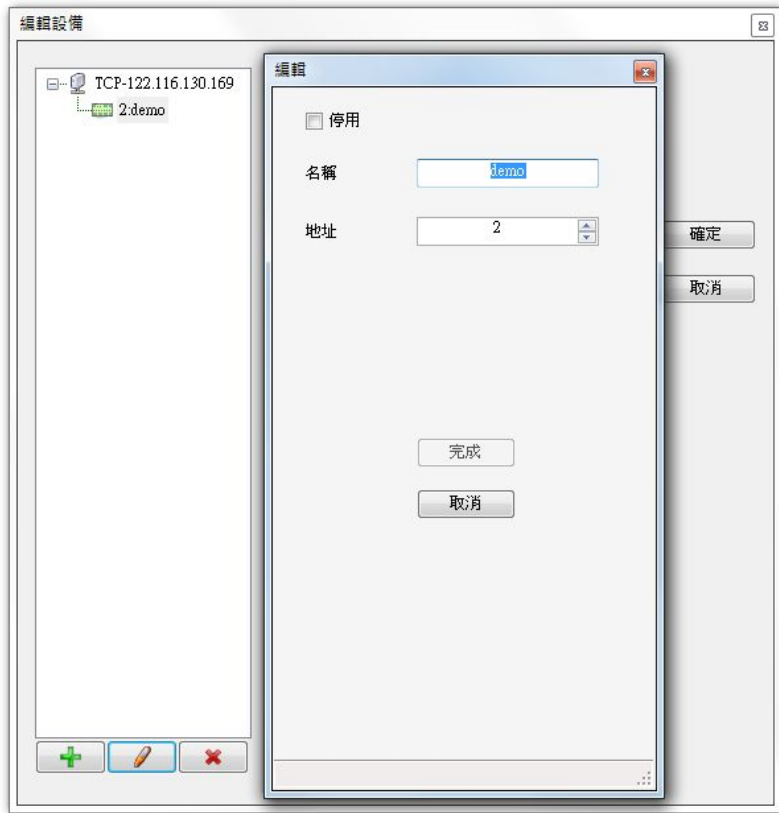 編輯設備
TCP-122.116.130.169
2:demo
編輯
停用
名稱
demo
地址
2
完成
取消
確定
取消